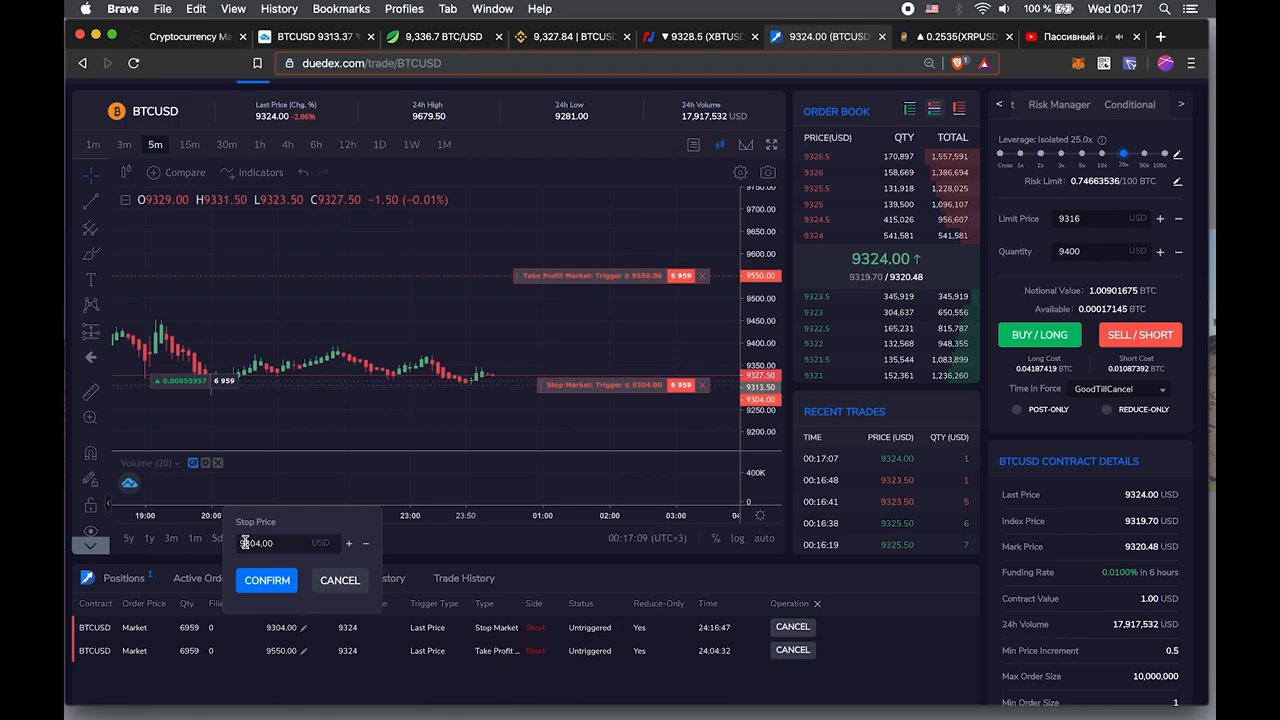 Brave File Edit View History Bookmarks Profiles Tab Window Help 100 % Wed 00:17
Cryptocurrency Ma BTCUSD 9313.37 9,336.7 BTC/USD 9,327.84 | BTCUSD ▼ 9328.5 (XBTUS 9324.00 (BTCUSD ▲ 0.2535(XRPUSD Пассивный и А
duedex.com/trade/BTCUSD
BTCUSD
Last Price (Chg. %)
9324.00 -2.86%
24h High
9679.50
24h Low
9281.00
24h Volume
17,917,532 USD
1m 3m 5m 15m 30m 1h 4h 6h 12h 1D 1W 1M
Compare Indicators
O9329.00 H9331.50 L9323.50 C9327.50 −1.50 (−0.01%)
9750.00
9700.00
9650.00
9600.00
Take Profit Market: Trigger ≥ 9550.00 6 959 9550.00
9500.00
9450.00
9400.00
9350.00
9327.50
▲ 0.00055957 6 959
Stop Market: Trigger ≤ 9304.00 6 959
9313.50
9304.00
9250.00
9200.00
Volume (20)
400K
0
19:00 20:00 23:00 23:50 01:00 02:00 03:00 04
5y 1y 3m 1m 5d 00:17:09 (UTC+3) % log auto
Stop Price
9304.00 USD + −
CONFIRM CANCEL
ORDER BOOK
PRICE(USD) QTY TOTAL
9326.5 170,897 1,557,591
9326 158,669 1,386,694
9325.5 131,918 1,228,025
9325 139,500 1,096,107
9324.5 415,026 956,607
9324 541,581 541,581
9324.00 ↑
9319.70 / 9320.48
9323.5 345,919 345,919
9323 304,637 650,556
9322.5 165,231 815,787
9322 132,568 948,355
9321.5 135,544 1,083,899
9321 152,361 1,236,260
RECENT TRADES
TIME PRICE (USD) QTY (USD)
00:17:07 9324.00 1
00:16:48 9323.50 1
00:16:41 9323.50 5
00:16:38 9325.50 6
00:16:19 9325.50 7
< t Risk Manager Conditional >
Leverage: Isolated 25.0x
Cross 1x 2x 3x 5x 10x 25x 50x 100x
Risk Limit: 0.74663536/100 BTC
Limit Price 9316 USD + −
Quantity 9400 USD + −
Notional Value: 1.00901675 BTC
Available: 0.00017145 BTC
BUY / LONG SELL / SHORT
Long Cost Short Cost
0.04187419 BTC 0.01087392 BTC
Time In Force GoodTillCancel
POST-ONLY REDUCE-ONLY
BTCUSD CONTRACT DETAILS
Last Price 9324.00 USD
Index Price 9319.70 USD
Mark Price 9320.48 USD
Funding Rate 0.0100% in 6 hours
Contract Value 1.00 USD
24h Volume 17,917,532 USD
Min Price Increment 0.5
Max Order Size 10,000,000
Min Order Size 1
Positions 1 Active Ord story Trade History
Contract Order Price Qty Fille Trigger Type Type Side Status Reduce-Only Time Operation
BTCUSD Market 6959 0 9304.00 9324 Last Price Stop Market Short Untriggered Yes 24:16:47 CANCEL
BTCUSD Market 6959 0 9550.00 9324 Last Price Take Profit ... Short Untriggered Yes 24:04:32 CANCEL